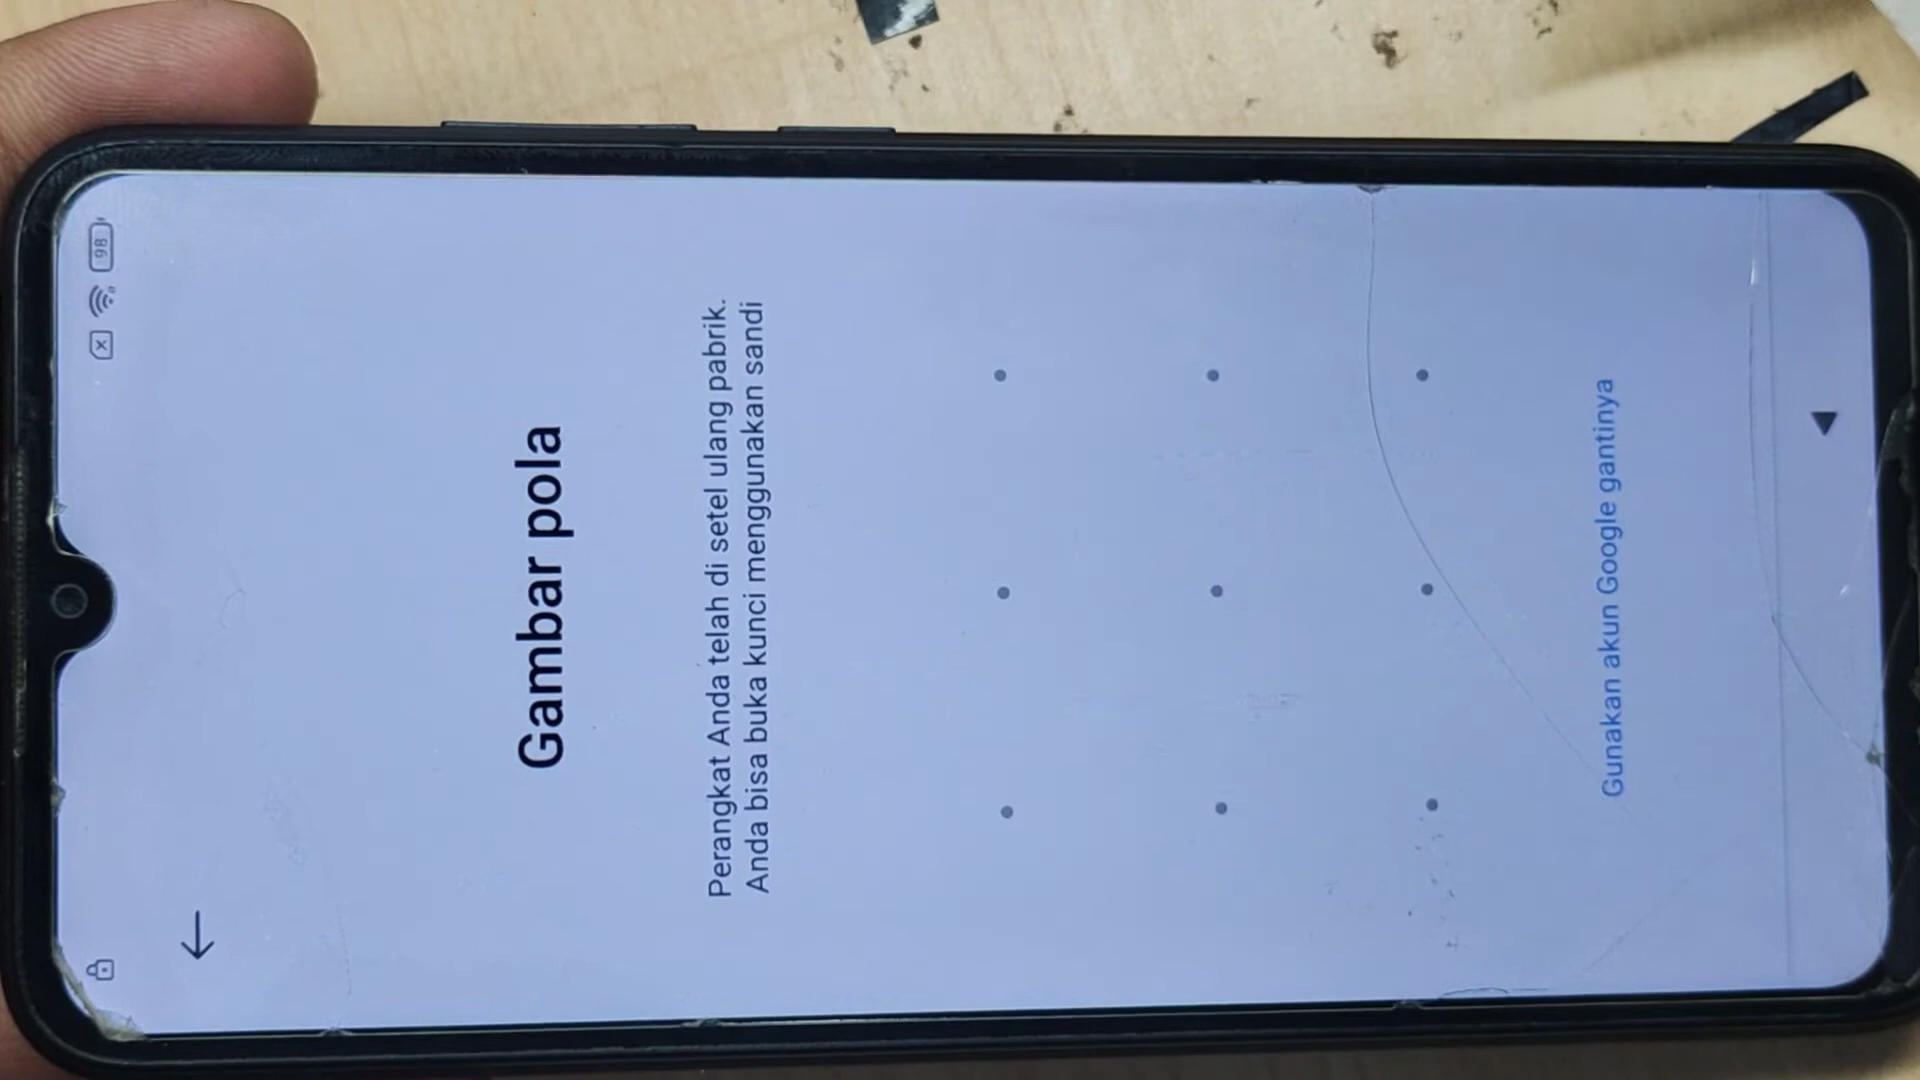 98
Gambar pola
Perangkat Anda telah di setel ulang pabrik.
Anda bisa buka kunci menggunakan sandi
Gunakan akun Google gantinya